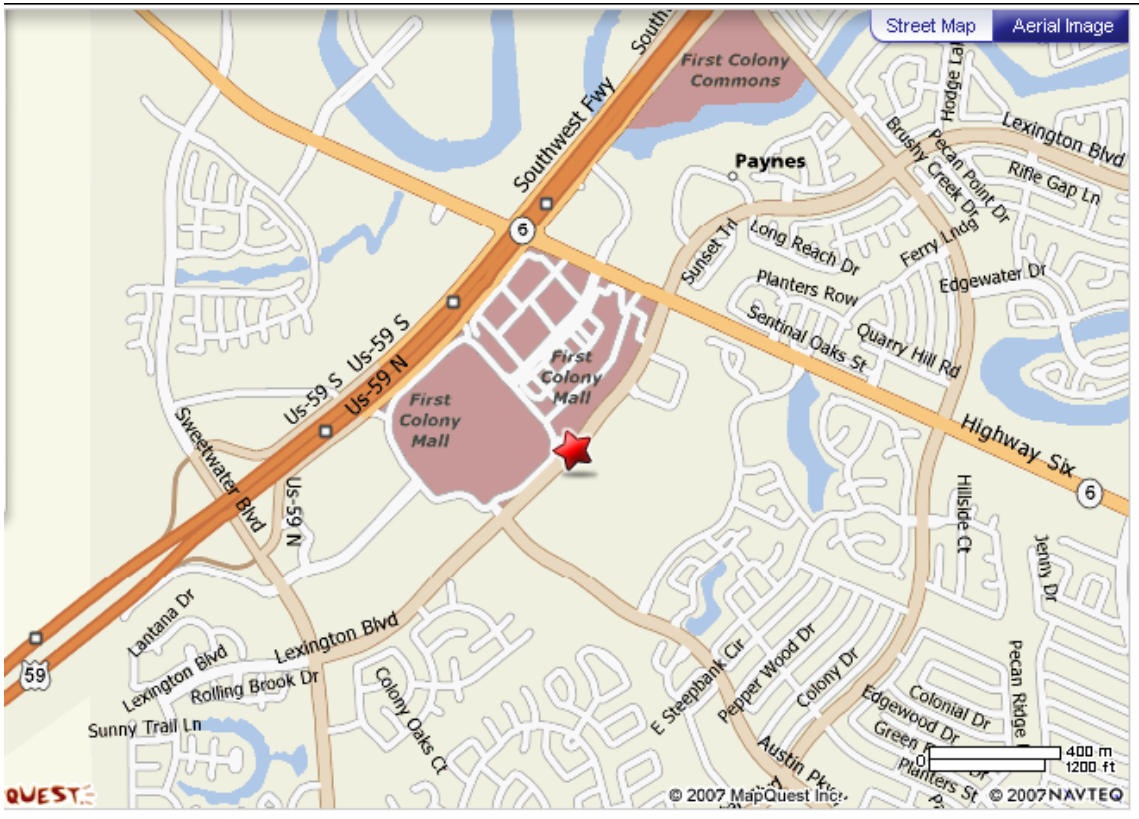 Street Map
Aerial Image
First Colony
Commons
Southwest Fwy
Hodge
Lexington Blvd
Brushy Creek Dr
Pecan Point Dr
Rifle Gap Ln
Paynes
6
Sunset Trl
Long Reach Dr
Ferry Lndg
Edgewater Dr
Planters Row
Sentinal Oaks St
Quarry Hill Rd
Us-59 S
Us-59 S
Us-59 N
First
Colony
Mall
First
Colony
Mall
Sweetwater Blvd
Us-59 N
Highway Six
6
Hillside Ct
Jenny Dr
Lantana Dr
Lexington Blvd
Lexington Blvd
Rolling Brook Dr
59
Sunny Trail Ln
Colony Oaks Ct
E Steepbank Cir
Pepper Wood Dr
Colony Dr
Colonial Dr
Edgewood Dr
Green
Dr
Planters St
Pecan Ridge
Austin Pkwy
0
400 m
1200 ft
QUEST
© 2007 MapQuest Inc.
© 2007 NAVTEQ